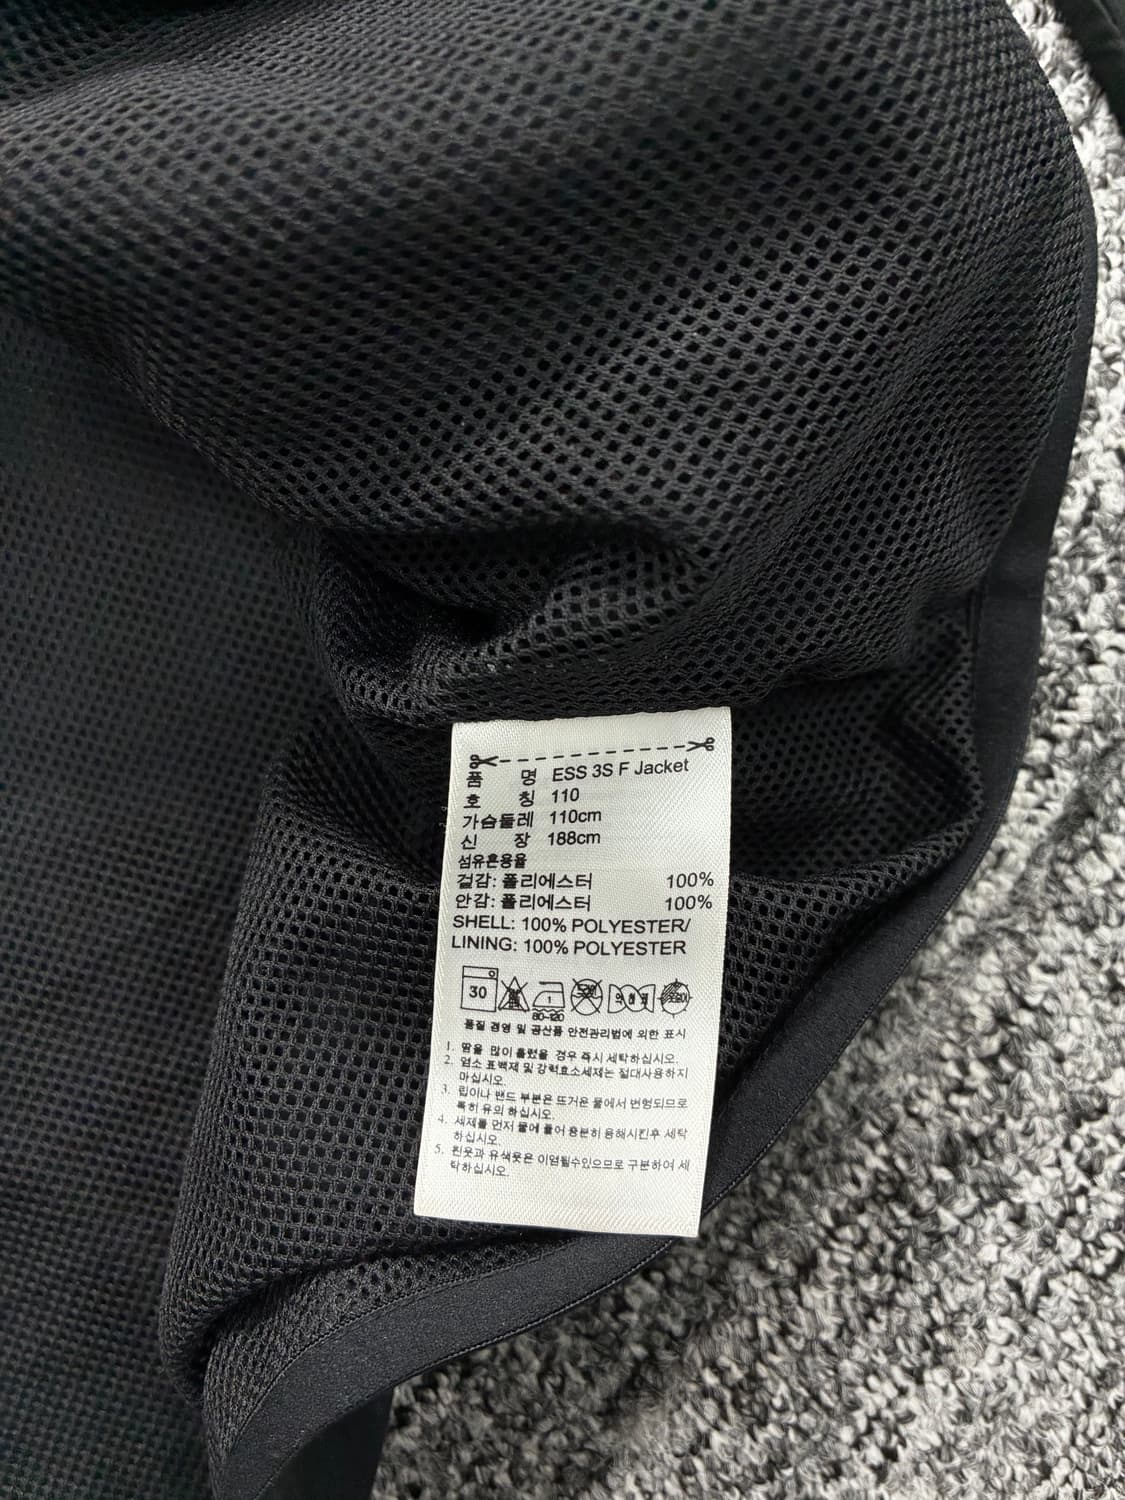 품 명 ESS 3S F Jacket
호 칭 110
가슴둘레 110cm
신 장 188cm
섬유혼용율
겉감: 폴리에스터 100%
안감: 폴리에스터 100%
SHELL: 100% POLYESTER/
LINING: 100% POLYESTER
30
80~120
품질 경영 및 공산품 안전관리법에 의한 표시
1. 땀을 많이 흘렸을 경우 즉시 세탁하십시오.
2. 염소 표백제 및 강력효소세제는 절대사용하지
마십시오.
3. 립이나 밴드 부분은 뜨거운 물에서 변형되므로
특히 유의 하십시오.
4. 세제를 먼저 물에 풀어 충분히 용해시킨후 세탁
하십시오.
5. 흰옷과 유색옷은 이염될수있으므로 구분하여 세
탁하십시오.